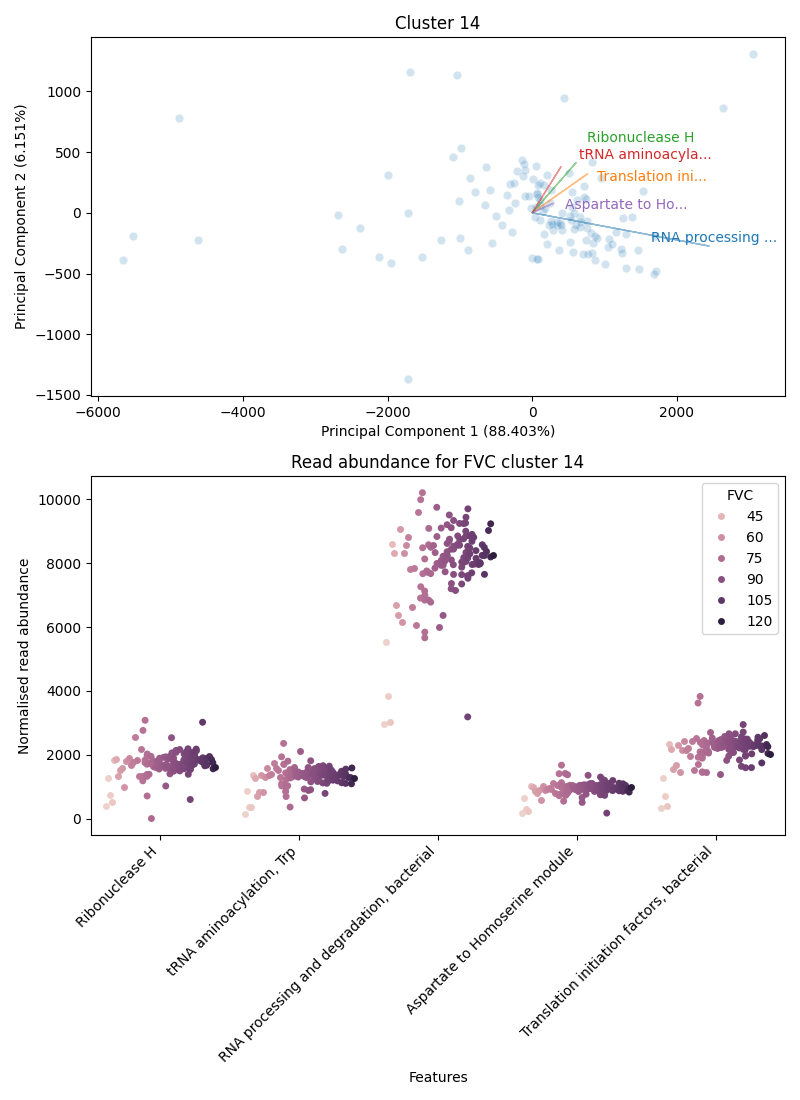 Cluster 14
1000
500
0
−500
−1000
−1500
Principal Component 2 (6.151%)
Ribonuclease H
tRNA aminoacyla...
Translation ini...
Aspartate to Ho...
RNA processing ...
−6000
−4000
−2000
0
2000
Principal Component 1 (88.403%)
Read abundance for FVC cluster 14
10000
8000
6000
4000
2000
0
Normalised read abundance
FVC
45
60
75
90
105
120
Ribonuclease H
tRNA aminoacylation, Trp
RNA processing and degradation, bacterial
Aspartate to Homoserine module
Translation initiation factors, bacterial
Features